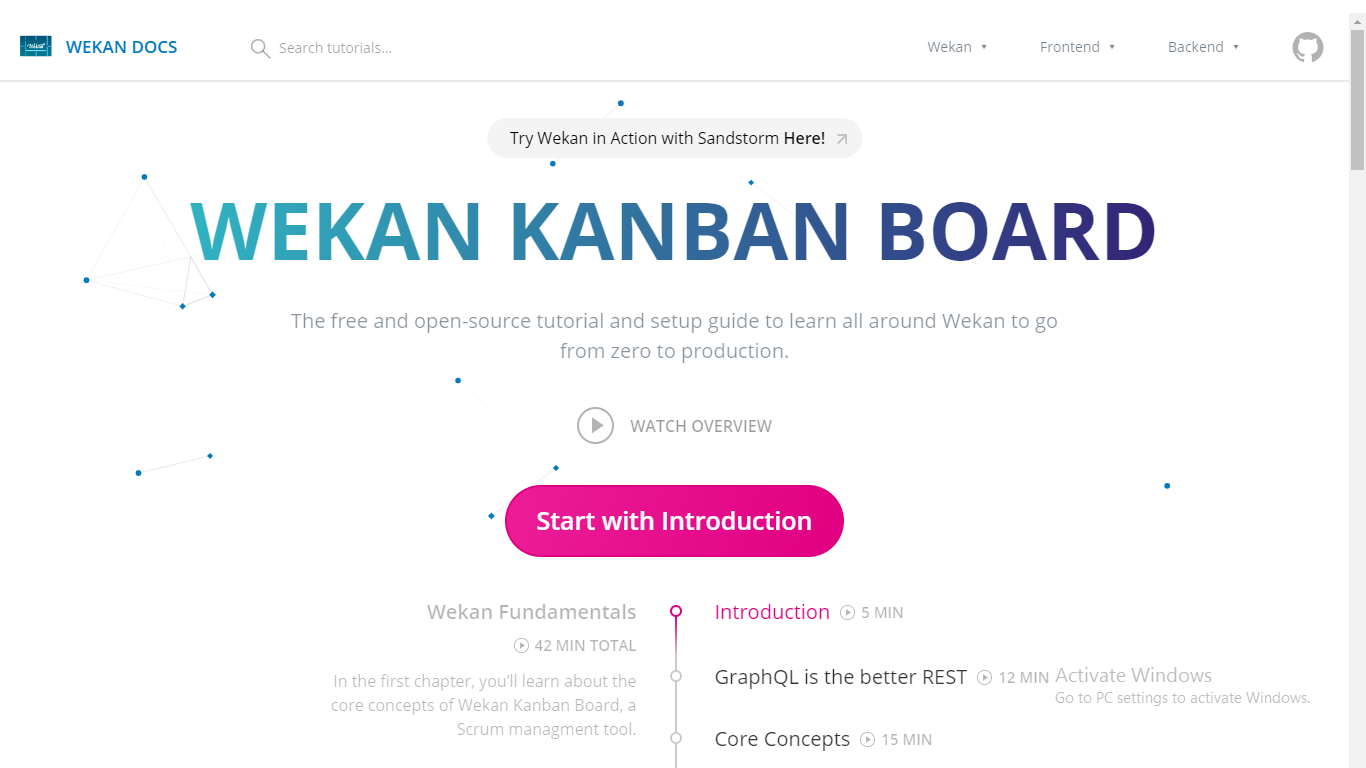 WEKAN DOCS
Search tutorials...
Wekan ▾
Frontend ▾
Backend ▾
Try Wekan in Action with Sandstorm Here!
WEKAN KANBAN BOARD
The free and open-source tutorial and setup guide to learn all around Wekan to go
from zero to production.
WATCH OVERVIEW
Start with Introduction
Wekan Fundamentals
42 MIN TOTAL
In the first chapter, you’ll learn about the
core concepts of Wekan Kanban Board, a
Scrum managment tool.
Introduction 5 MIN
GraphQL is the better REST 12 MIN
Core Concepts 15 MIN
Activate Windows
Go to PC settings to activate Windows.